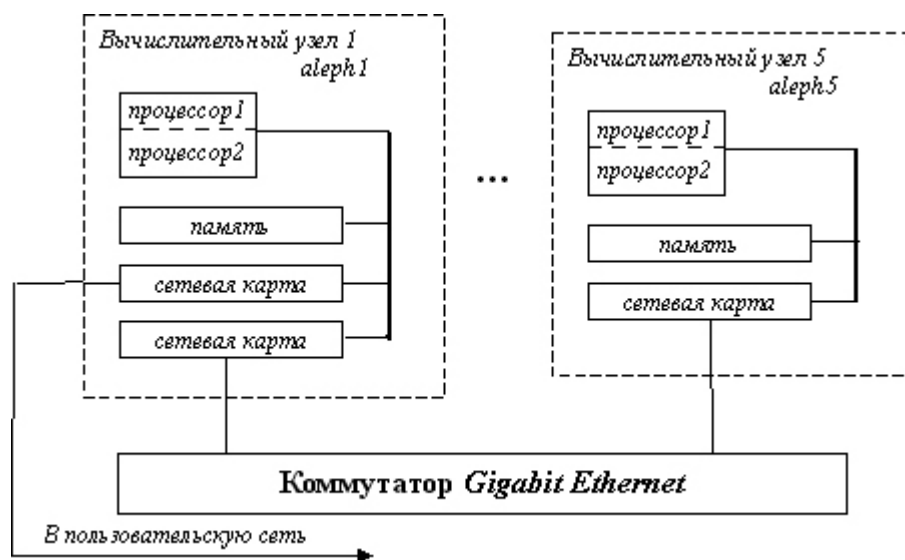 Вычислительный узел 1
aleph1
процессор1
процессор2
память
сетевая карта
сетевая карта
...
Вычислительный узел 5
aleph5
процессор1
процессор2
память
сетевая карта
Коммутатор Gigabit Ethernet
В пользовательскую сеть